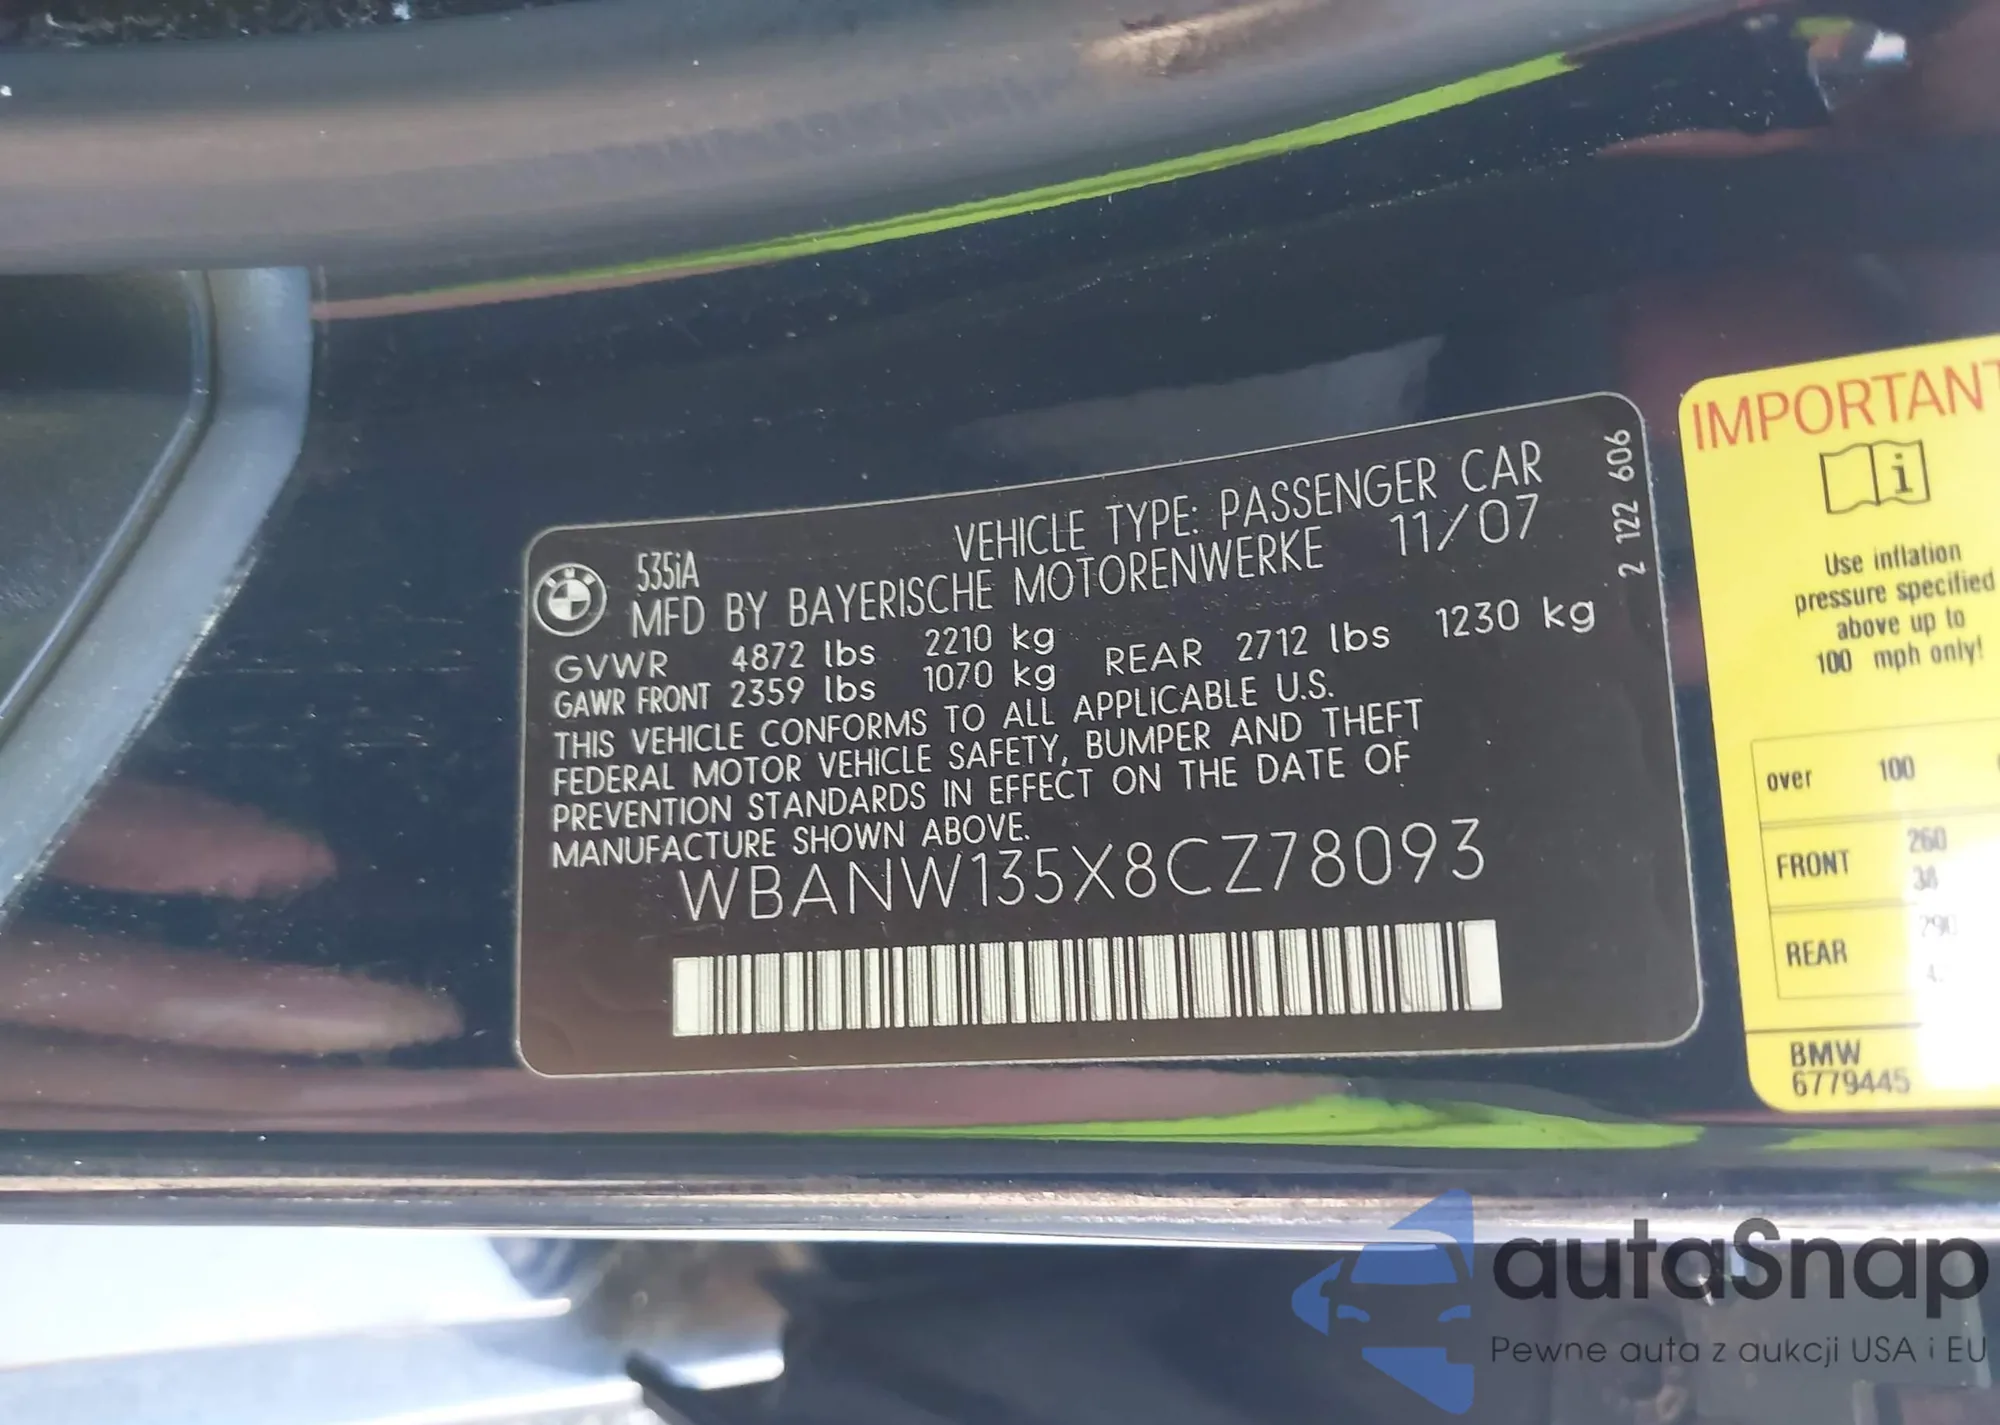 VEHICLE TYPE: PASSENGER CAR
535iA
MFD BY BAYERISCHE MOTORENWERKE 11/07
GVWR 4872 lbs 2210 kg
GAWR FRONT 2359 lbs 1070 kg REAR 2712 lbs 1230 kg
THIS VEHICLE CONFORMS TO ALL APPLICABLE U.S.
FEDERAL MOTOR VEHICLE SAFETY, BUMPER AND THEFT
PREVENTION STANDARDS IN EFFECT ON THE DATE OF
MANUFACTURE SHOWN ABOVE.
WBANW135X8CZ78093
2 122 606
IMPORTANT
i
Use inflation
pressure specified
above up to
100 mph only!
over 100
FRONT 260
38
REAR 290
BMW
6779445
autaSnap
Pewne auta z aukcji USA i EU